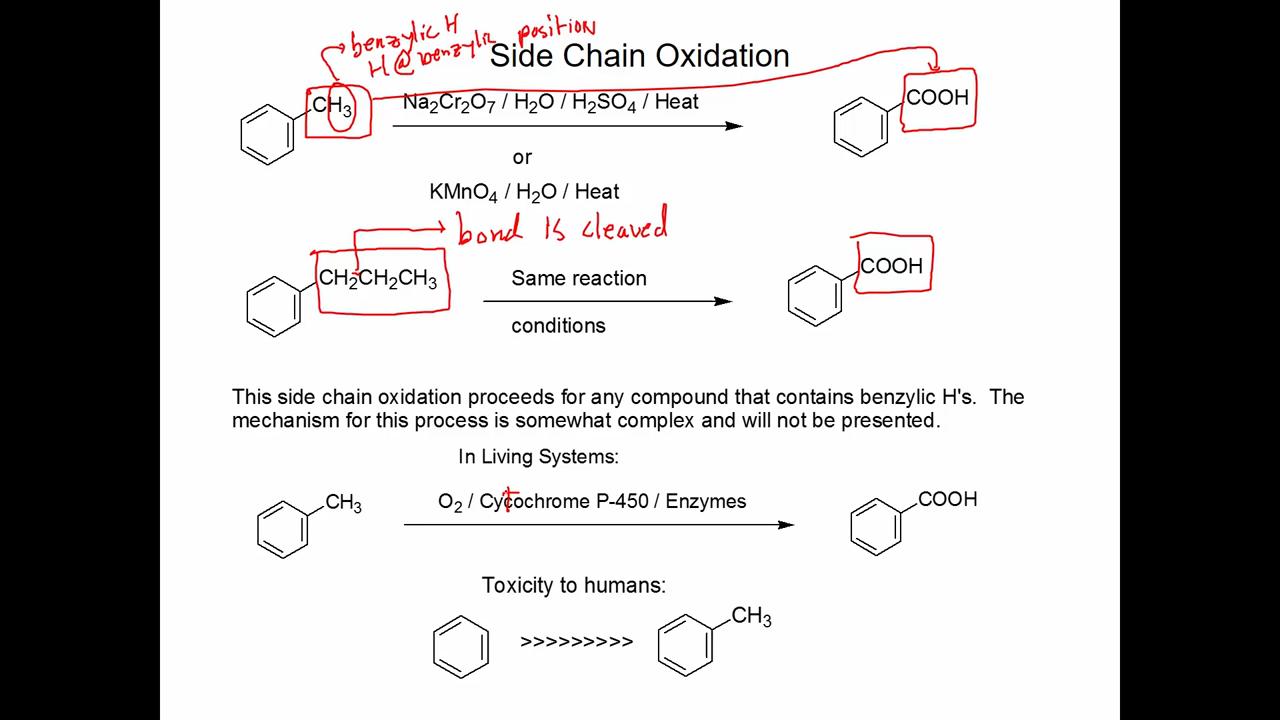 benzylic H
H @ benzylic position
Side Chain Oxidation
CH3
Na2Cr2O7 / H2O / H2SO4 / Heat
COOH
or
KMnO4 / H2O / Heat
bond is cleaved
CH2CH2CH3
Same reaction
COOH
conditions
This side chain oxidation proceeds for any compound that contains benzylic H's. The
mechanism for this process is somewhat complex and will not be presented.
In Living Systems:
CH3
O2 / Cytochrome P-450 / Enzymes
COOH
Toxicity to humans:
>>>>>>>>>
CH3